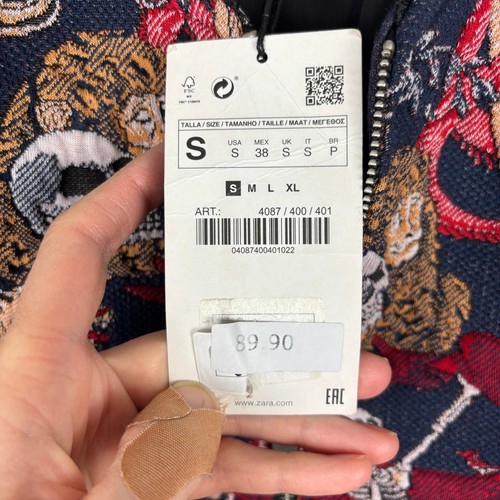 FSC
TALLA / SIZE / TAMANHO / TAILLE / MAAT / ΜΕΓΕΘΟΣ
S
USA MEX UK IT BR
S 38 S S P
S M L XL
ART.: 4087 / 400 / 401
04087400401022
89.90
www.zara.com
EAC